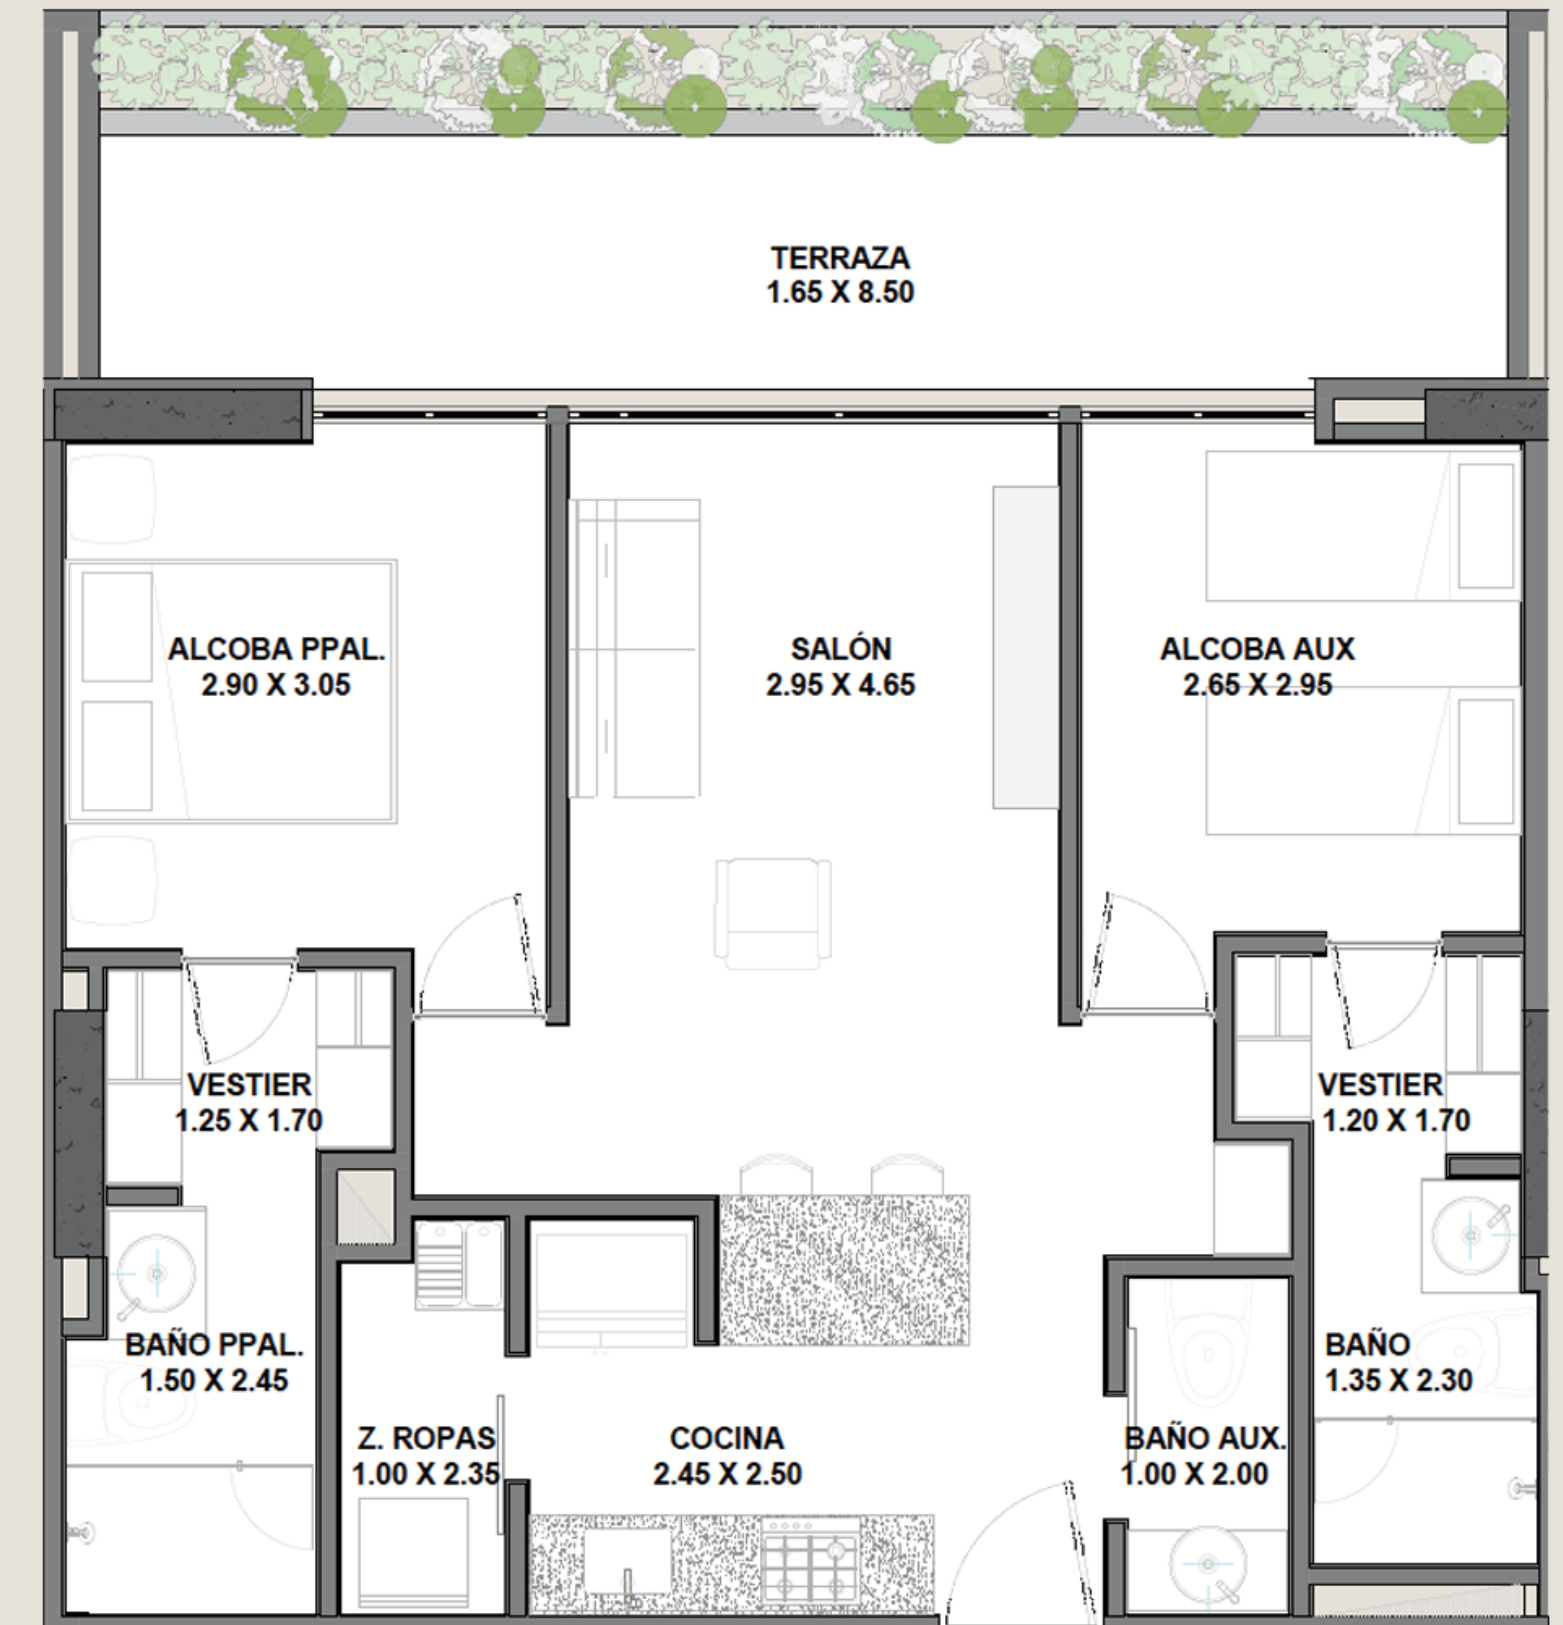 TERRAZA
1.65 X 8.50
ALCOBA PPAL.
2.90 X 3.05
SALÓN
2.95 X 4.65
ALCOBA AUX
2.65 X 2.95
VESTIER
1.25 X 1.70
VESTIER
1.20 X 1.70
BAÑO PPAL.
1.50 X 2.45
BAÑO
1.35 X 2.30
Z. ROPAS
1.00 X 2.35
COCINA
2.45 X 2.50
BAÑO AUX.
1.00 X 2.00